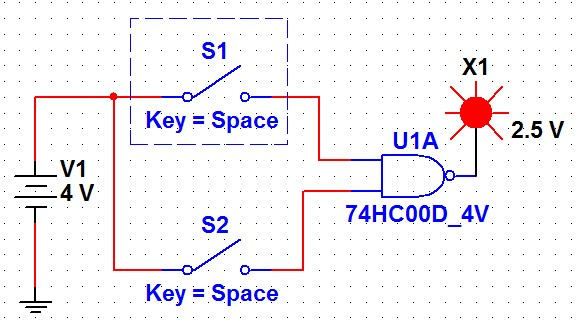 S1
Key = Space
X1
2.5 V
U1A
V1
4 V
74HC00D_4V
S2
Key = Space